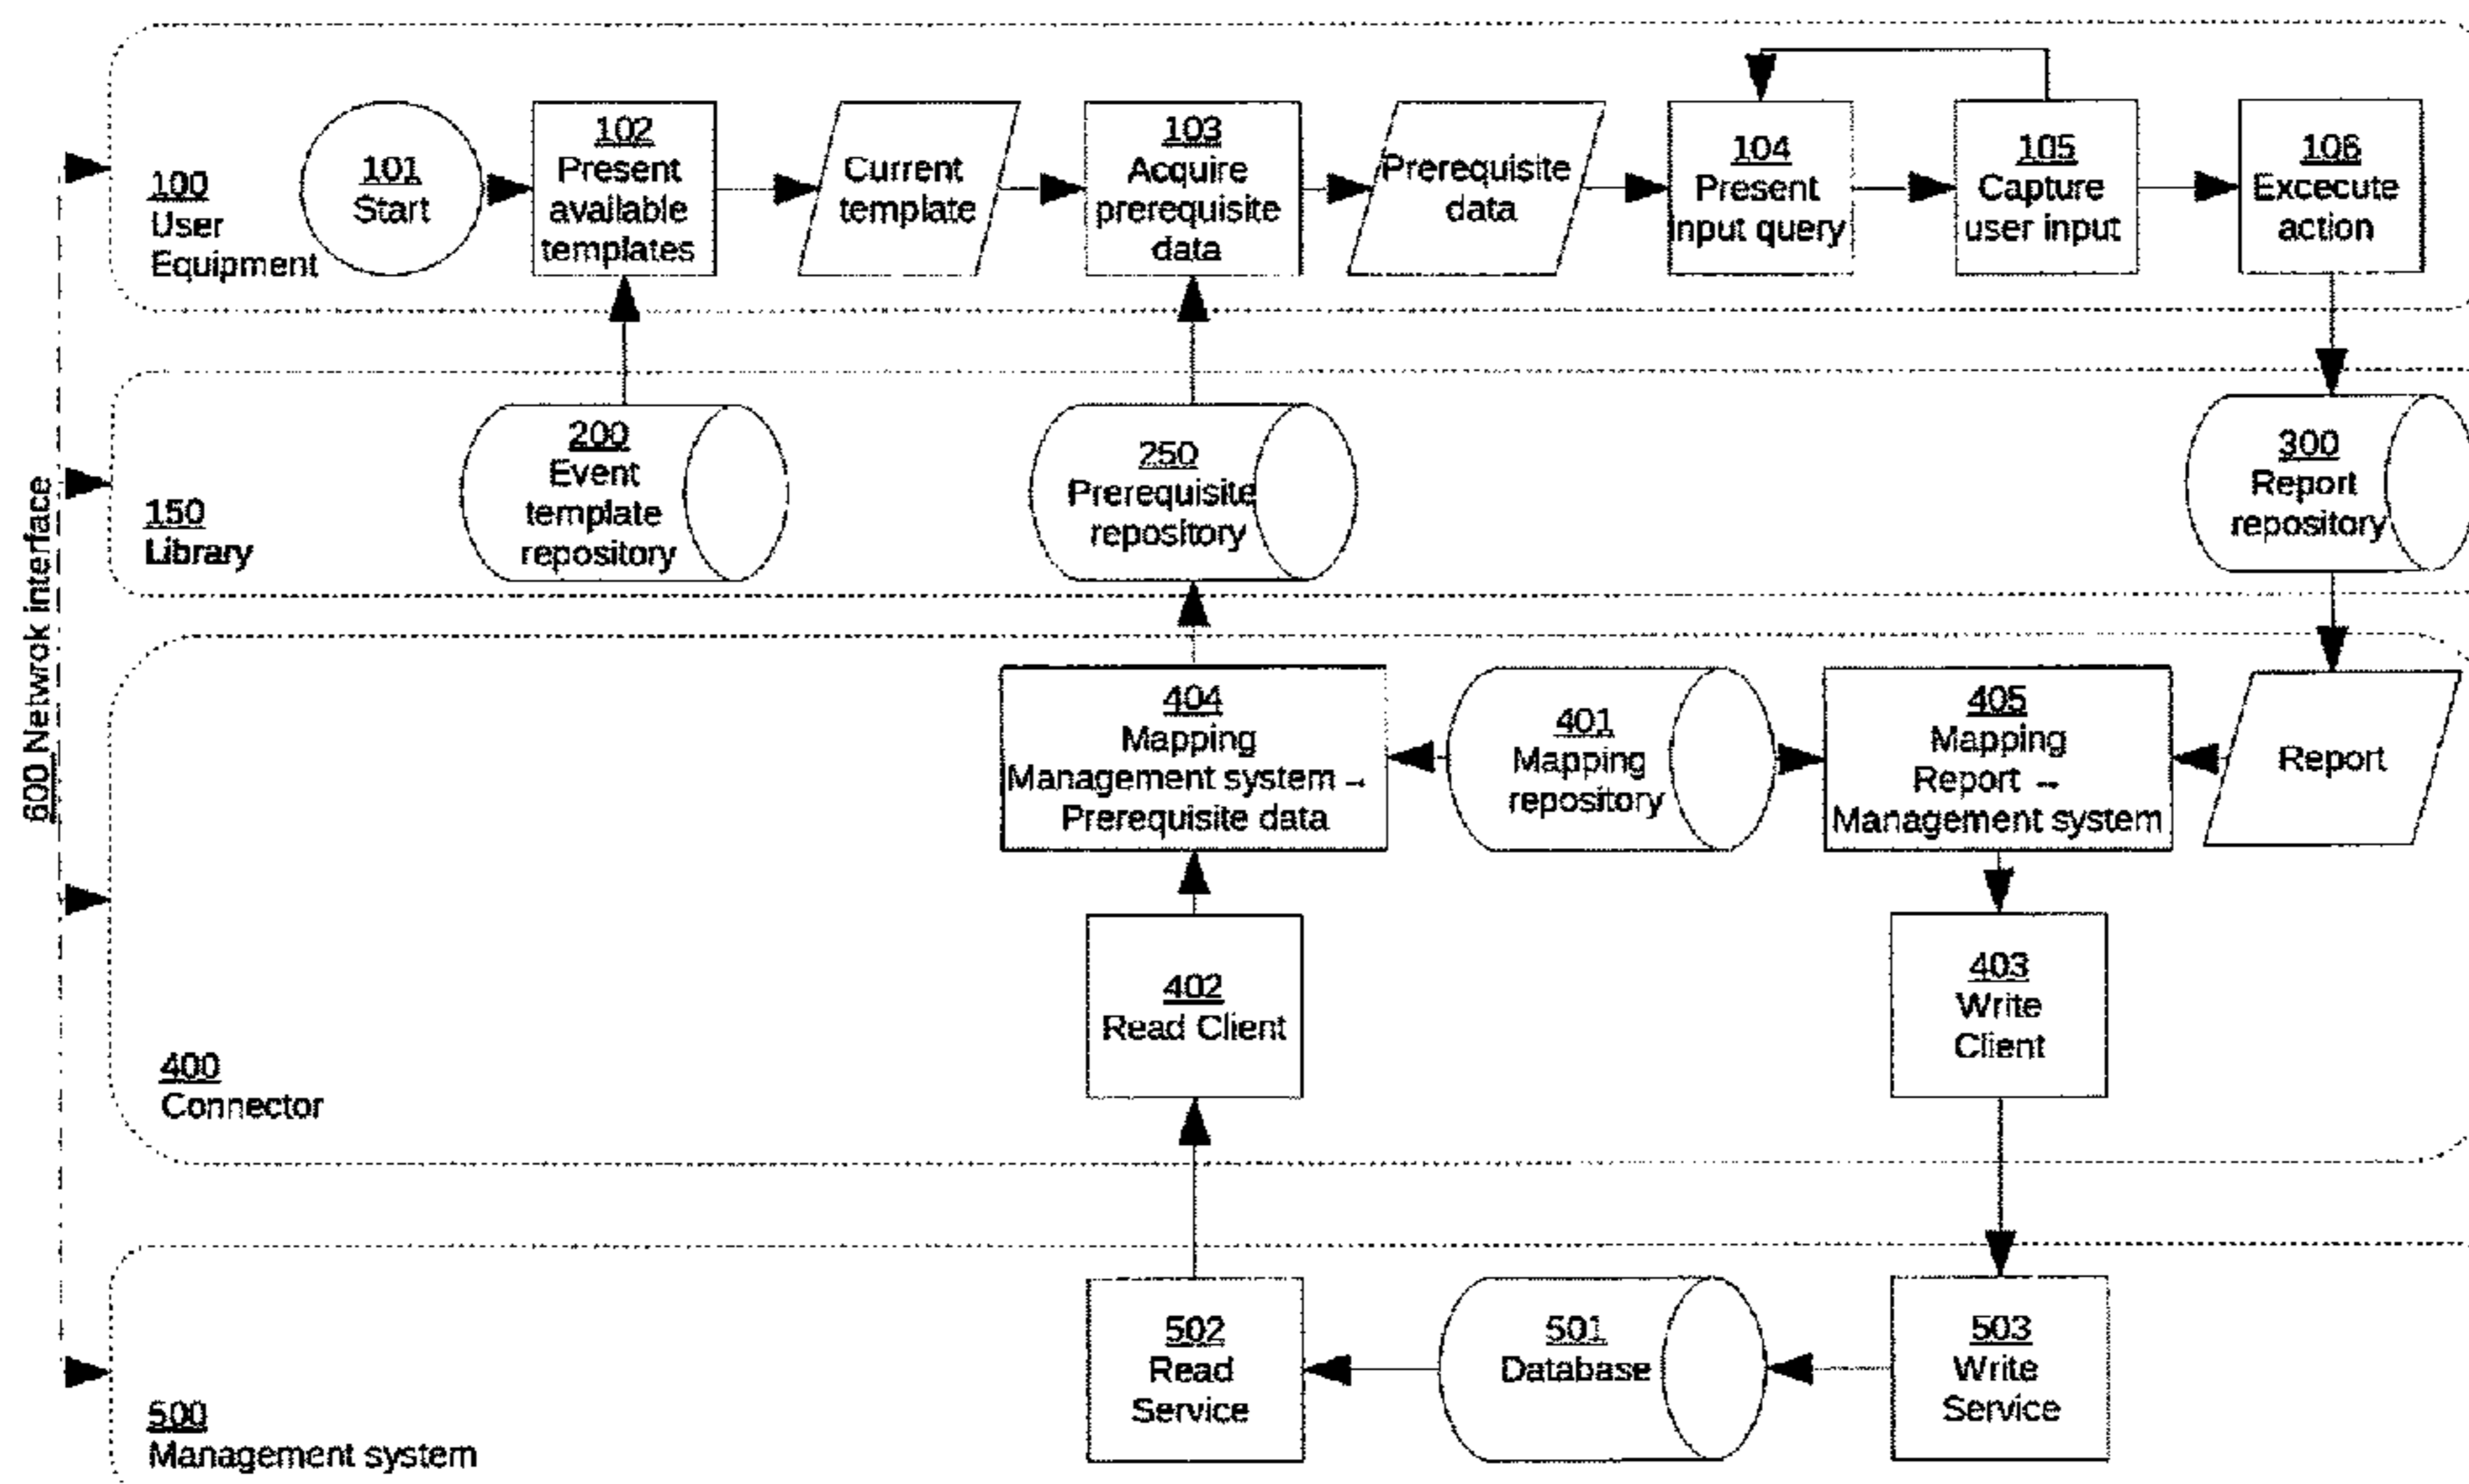 100
User
Equipment
101
Start
102
Present
available
templates
Current
template
103
Acquire
prerequisite
data
Prerequisite
data
104
Present
input query
105
Capture
user input
106
Excecute
action
600 Netwrok interface
150
Library
200
Event
template
repository
250
Prerequisite
repository
300
Report
repository
400
Connector
404
Mapping
Management system →
Prerequisite data
401
Mapping
repository
405
Mapping
Report →
Management system
Report
402
Read Client
403
Write
Client
500
Management system
502
Read
Service
501
Database
503
Write
Service